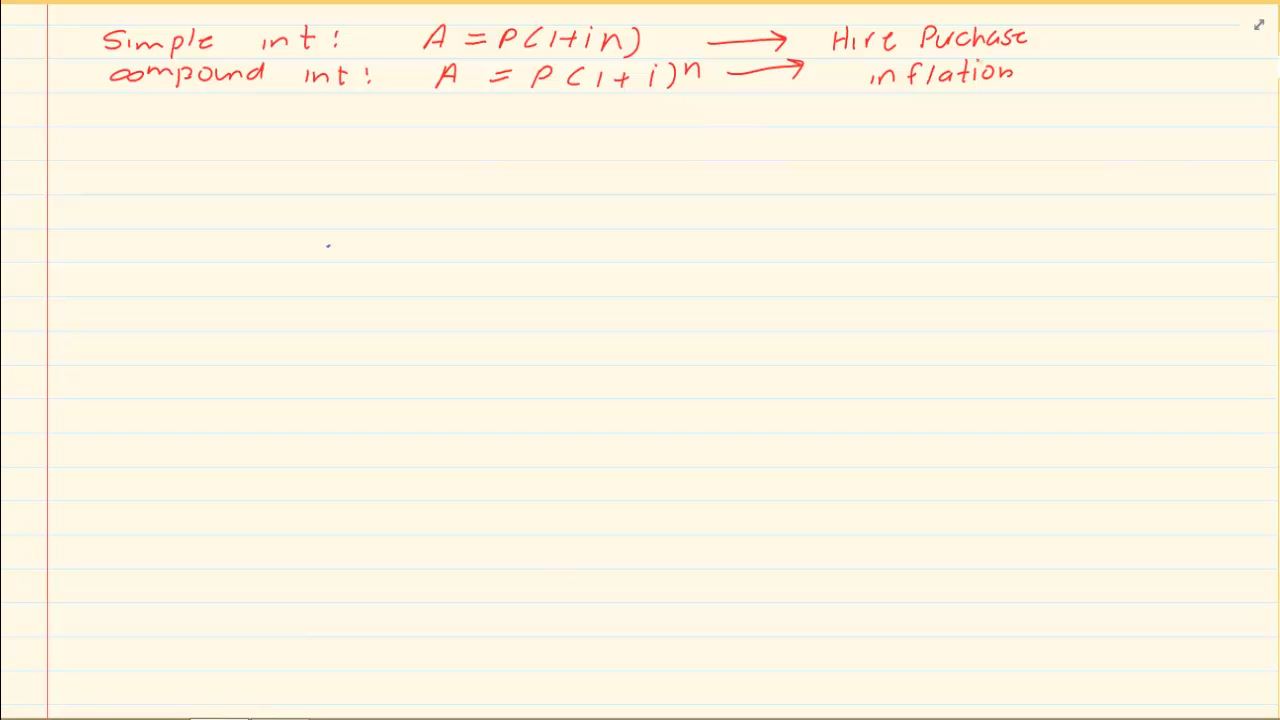 Simple int: A = P(1+in) → Hire Puchase
compound int: A = P(1+i)^n → inflation